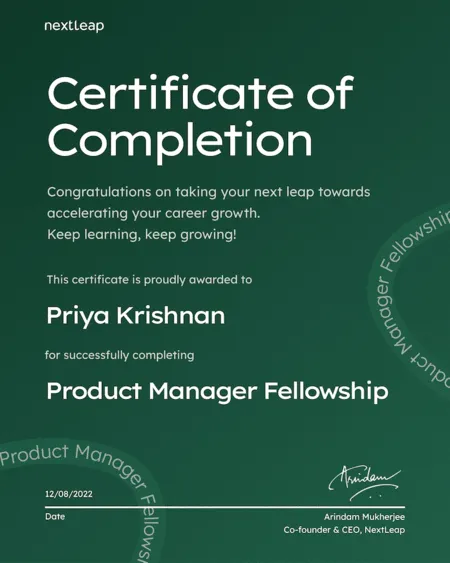 nextleap
Certificate of
Completion
Congratulations on taking your next leap towards
accelerating your career growth.
Keep learning, keep growing!
This certificate is proudly awarded to
Priya Krishnan
for successfully completing
Product Manager Fellowship
Product Manager Fellowship
Product Manager Fellowsh
Arindam
12/08/2022
Date
Arindam Mukherjee
Co-founder & CEO, NextLeap